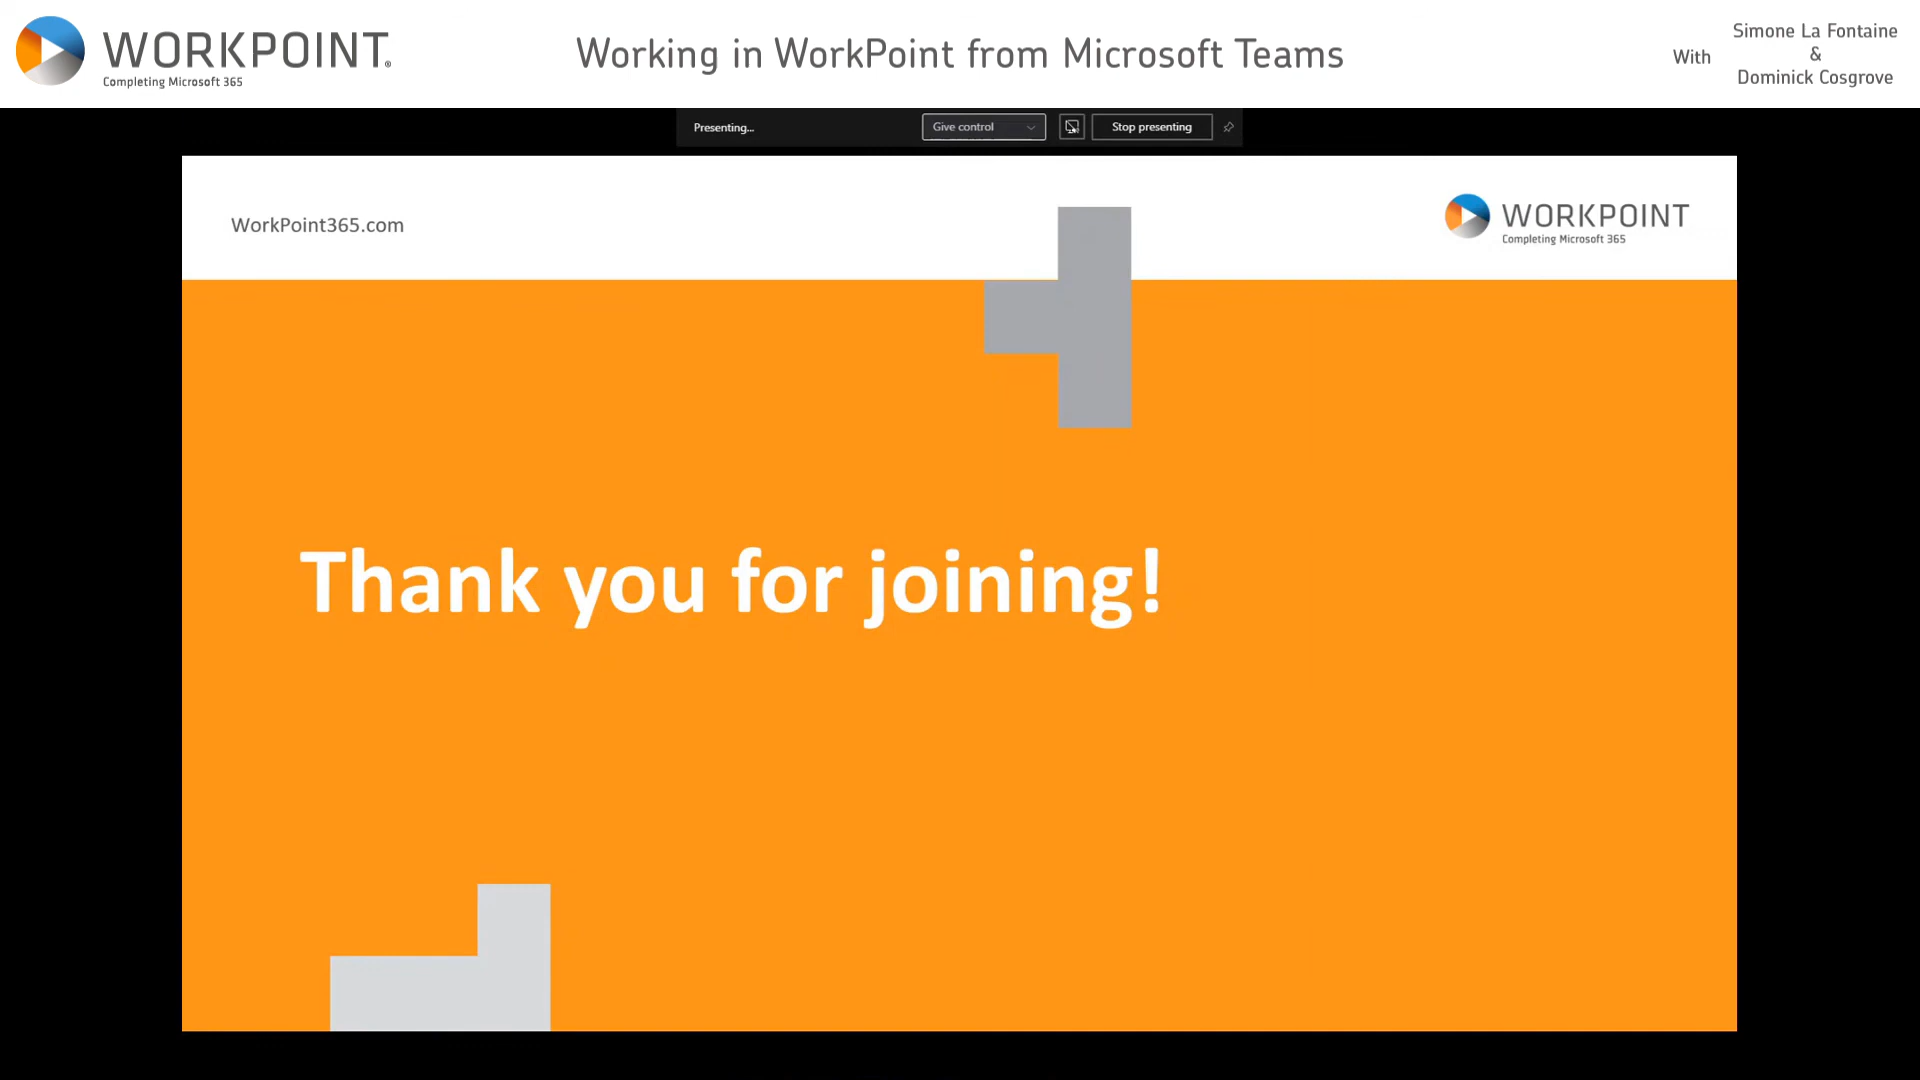 WORKPOINT®
Completing Microsoft 365
Working in WorkPoint from Microsoft Teams
With
Simone La Fontaine
&
Dominick Cosgrove
Presenting...
Give control
Stop presenting
WorkPoint365.com
WORKPOINT
Completing Microsoft 365
Thank you for joining!